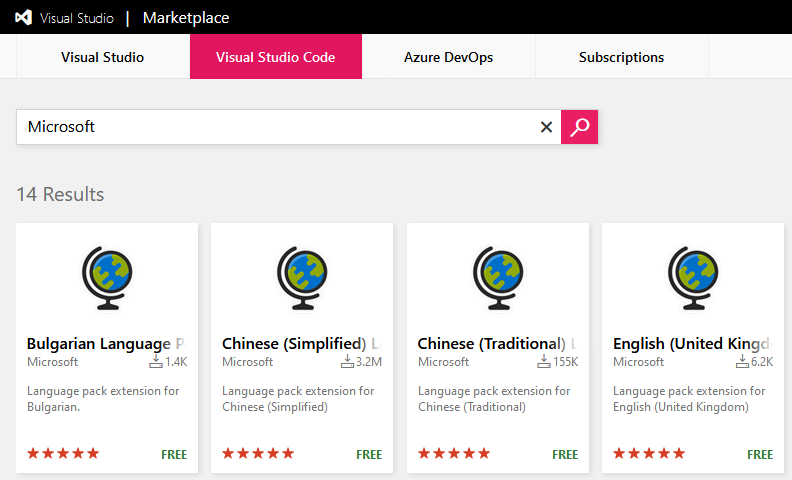 Visual Studio | Marketplace
Visual Studio Visual Studio Code Azure DevOps Subscriptions
Microsoft
14 Results
Bulgarian Language P
Microsoft 1.4K
Language pack extension for
Bulgarian.
FREE
Chinese (Simplified) L
Microsoft 3.2M
Language pack extension for
Chinese (Simplified)
FREE
Chinese (Traditional) L
Microsoft 155K
Language pack extension for
Chinese (Traditional)
FREE
English (United Kingd
Microsoft 6.2K
Language pack extension for
English (United Kingdom)
FREE